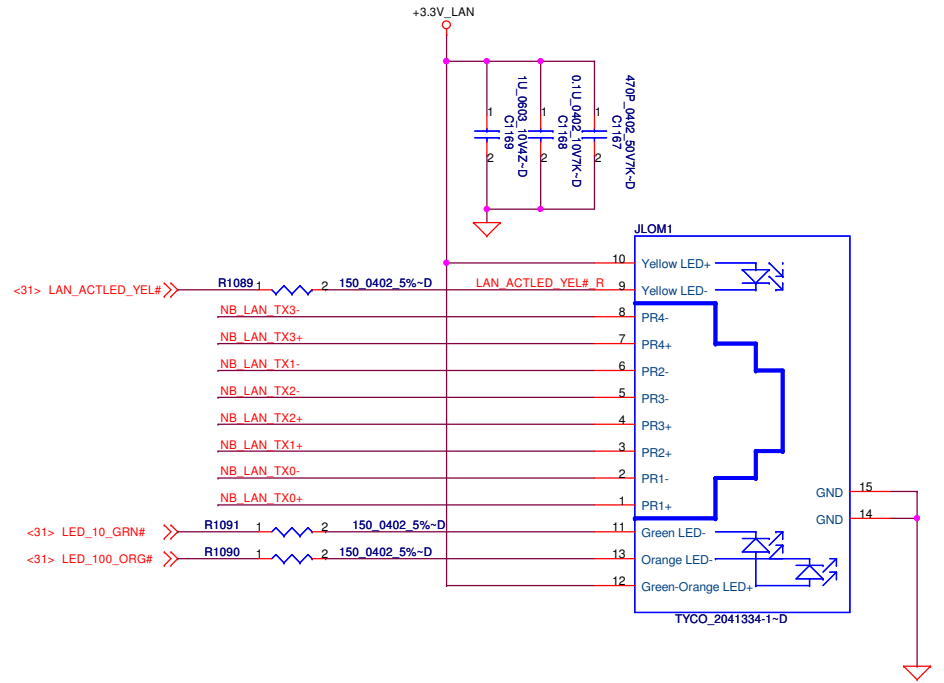 +3.3V_LAN
1 1 1
2 2 2
1U_0603_10V4Z~D
C1169
0.1U_0402_10V7K~D
C1168
470P_0402_50V7K~D
C1167
JLOM1
10 Yellow LED+
<31> LAN_ACTLED_YEL# R1089 1 2 150_0402_5%~D LAN_ACTLED_YEL#_R 9 Yellow LED-
NB_LAN_TX3- 8 PR4-
NB_LAN_TX3+ 7 PR4+
NB_LAN_TX1- 6 PR2-
NB_LAN_TX2- 5 PR3-
NB_LAN_TX2+ 4 PR3+
NB_LAN_TX1+ 3 PR2+
NB_LAN_TX0- 2 PR1-
GND 15
NB_LAN_TX0+ 1 PR1+
GND 14
<31> LED_10_GRN# R1091 1 2 150_0402_5%~D 11 Green LED-
<31> LED_100_ORG# R1090 1 2 150_0402_5%~D 13 Orange LED-
12 Green-Orange LED+
TYCO_2041334-1~D